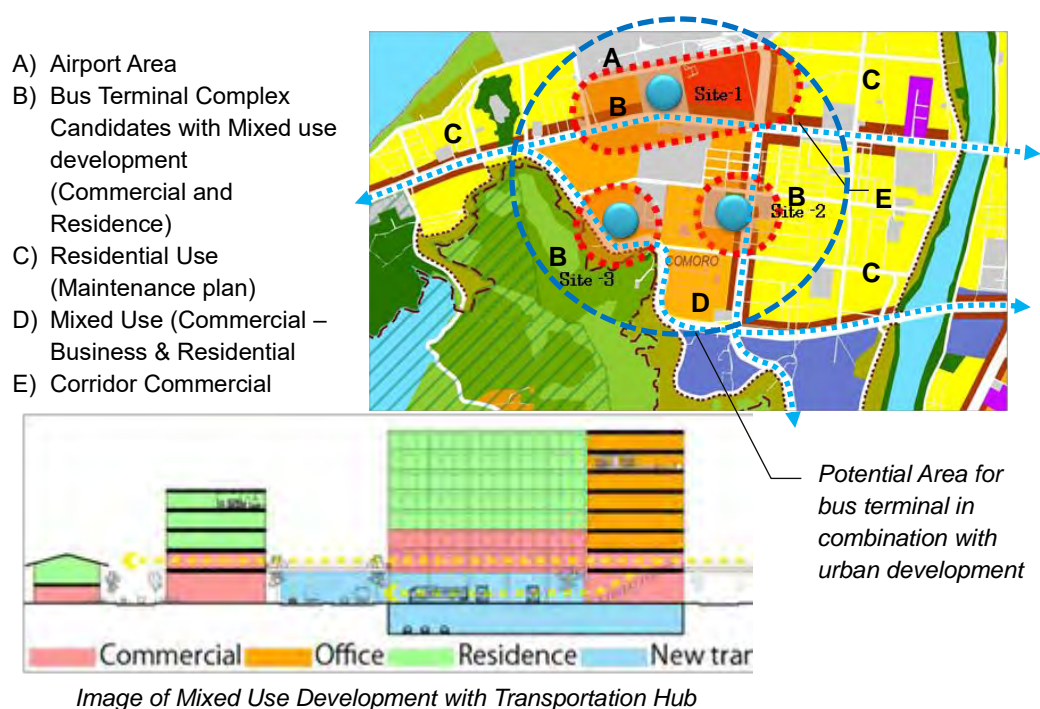 A) Airport Area
B) Bus Terminal Complex
Candidates with Mixed use
development
(Commercial and
Residence)
C) Residential Use
(Maintenance plan)
D) Mixed Use (Commercial –
Business & Residential
E) Corridor Commercial
A
B
Site-1
C
C
B
Site -2
E
B
Site -3
COMORO
D
C
Potential Area for
bus terminal in
combination with
urban development
Commercial Office Residence New tran
Image of Mixed Use Development with Transportation Hub